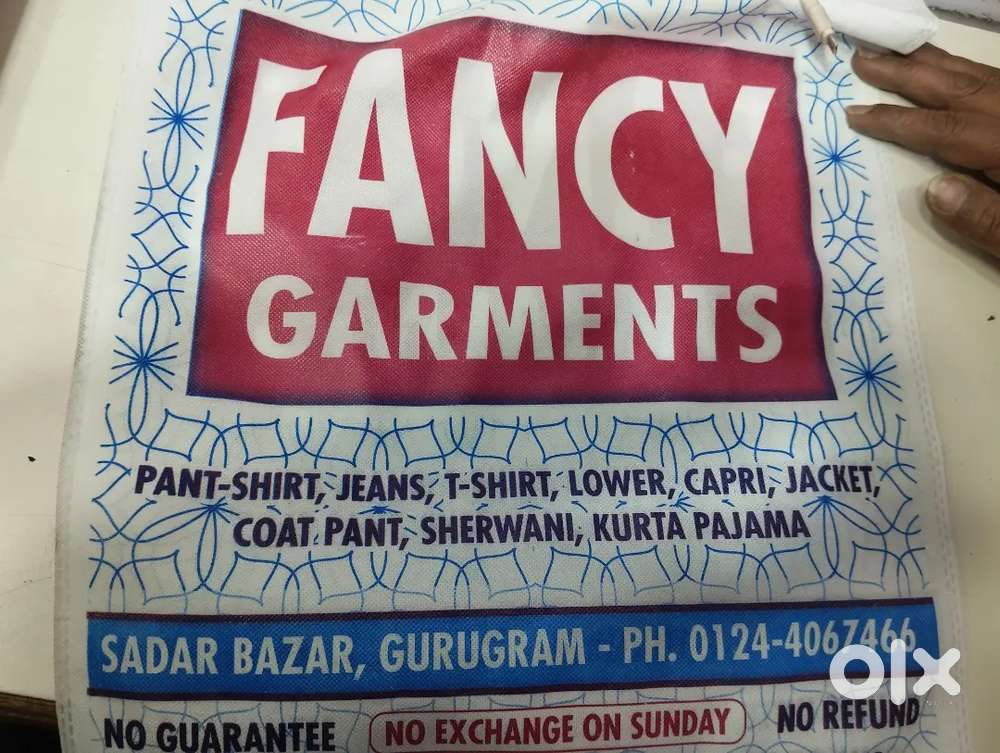 FANCY
GARMENTS
PANT-SHIRT, JEANS, T-SHIRT, LOWER, CAPRI, JACKET,
COAT PANT, SHERWANI, KURTA PAJAMA
SADAR BAZAR, GURUGRAM - PH. 0124-4067466
olx
NO GUARANTEE NO EXCHANGE ON SUNDAY NO REFUND